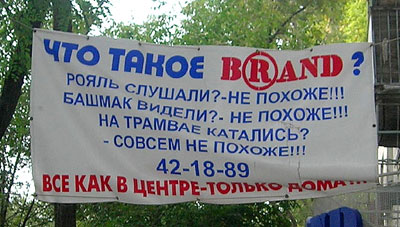 ЧТО ТАКОЕ BRAND?
РОЯЛЬ СЛУШАЛИ?-НЕ ПОХОЖЕ!!!
БАШМАК ВИДЕЛИ?- НЕ ПОХОЖЕ!!!
НА ТРАМВАЕ КАТАЛИСЬ?
- СОВСЕМ НЕ ПОХОЖЕ!!!
42-18-89
ВСЕ КАК В ЦЕНТРЕ-ТОЛЬКО ДОМА!!!